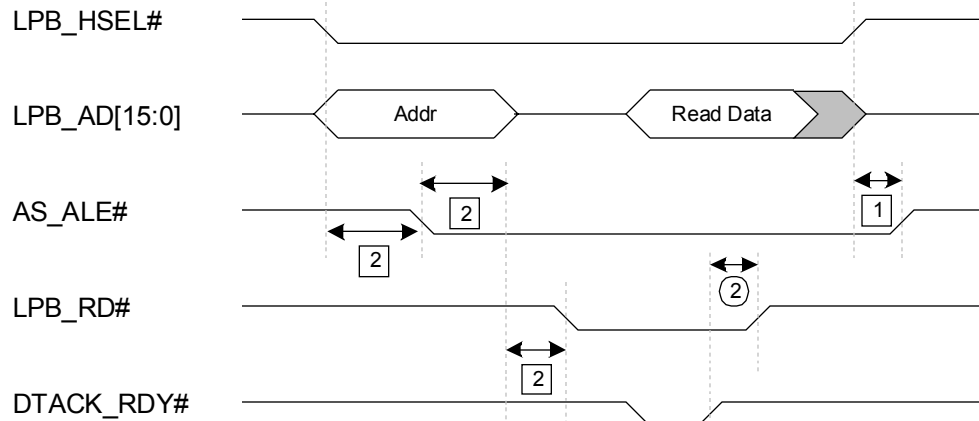 LPB_HSEL#
LPB_AD[15:0] Addr Read Data
2 1
AS_ALE#
2
2
LPB_RD#
2
DTACK_RDY#